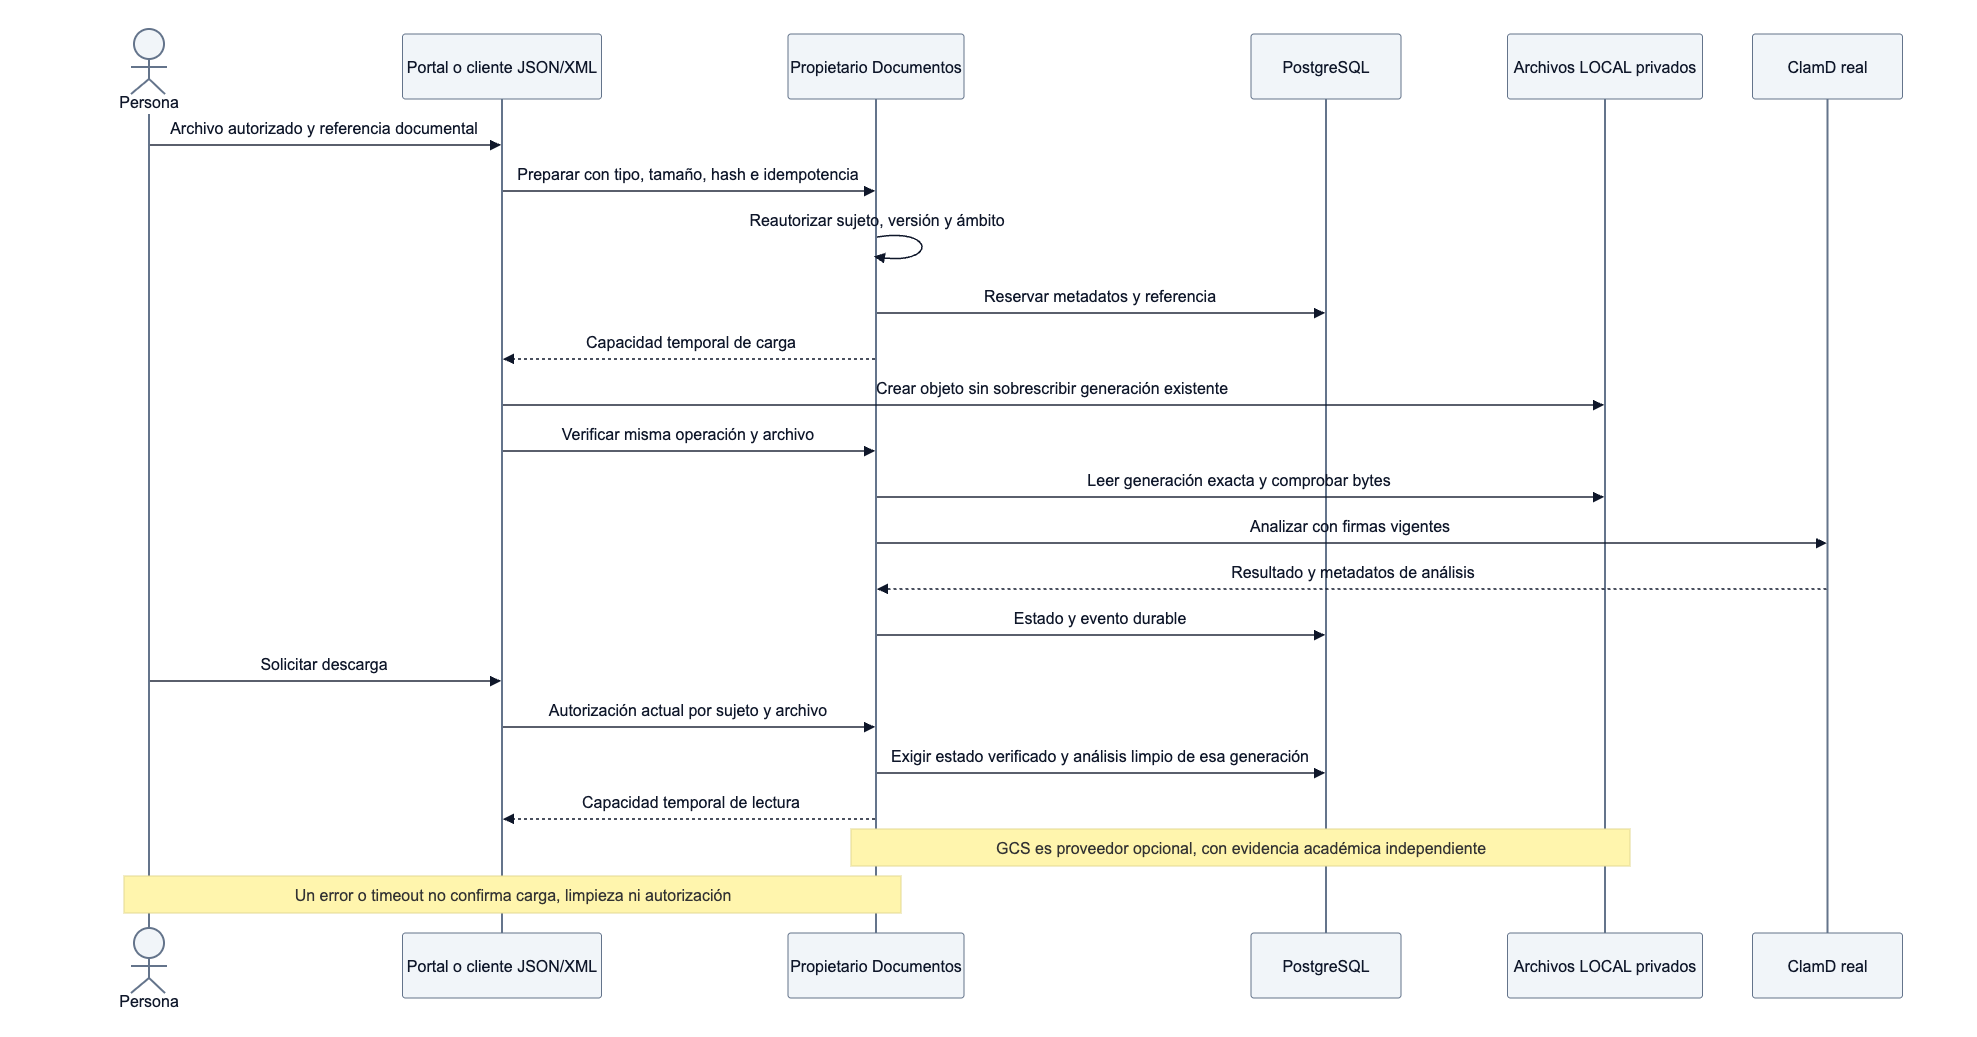 Persona
Portal o cliente JSON/XML
Propietario Documentos
PostgreSQL
Archivos LOCAL privados
ClamD real
Archivo autorizado y referencia documental
Preparar con tipo, tamaño, hash e idempotencia
Reautorizar sujeto, versión y ámbito
Reservar metadatos y referencia
Capacidad temporal de carga
Crear objeto sin sobrescribir generación existente
Verificar misma operación y archivo
Leer generación exacta y comprobar bytes
Analizar con firmas vigentes
Resultado y metadatos de análisis
Estado y evento durable
Solicitar descarga
Autorización actual por sujeto y archivo
Exigir estado verificado y análisis limpio de esa generación
Capacidad temporal de lectura
GCS es proveedor opcional, con evidencia académica independiente
Un error o timeout no confirma carga, limpieza ni autorización
Persona
Portal o cliente JSON/XML
Propietario Documentos
PostgreSQL
Archivos LOCAL privados
ClamD real